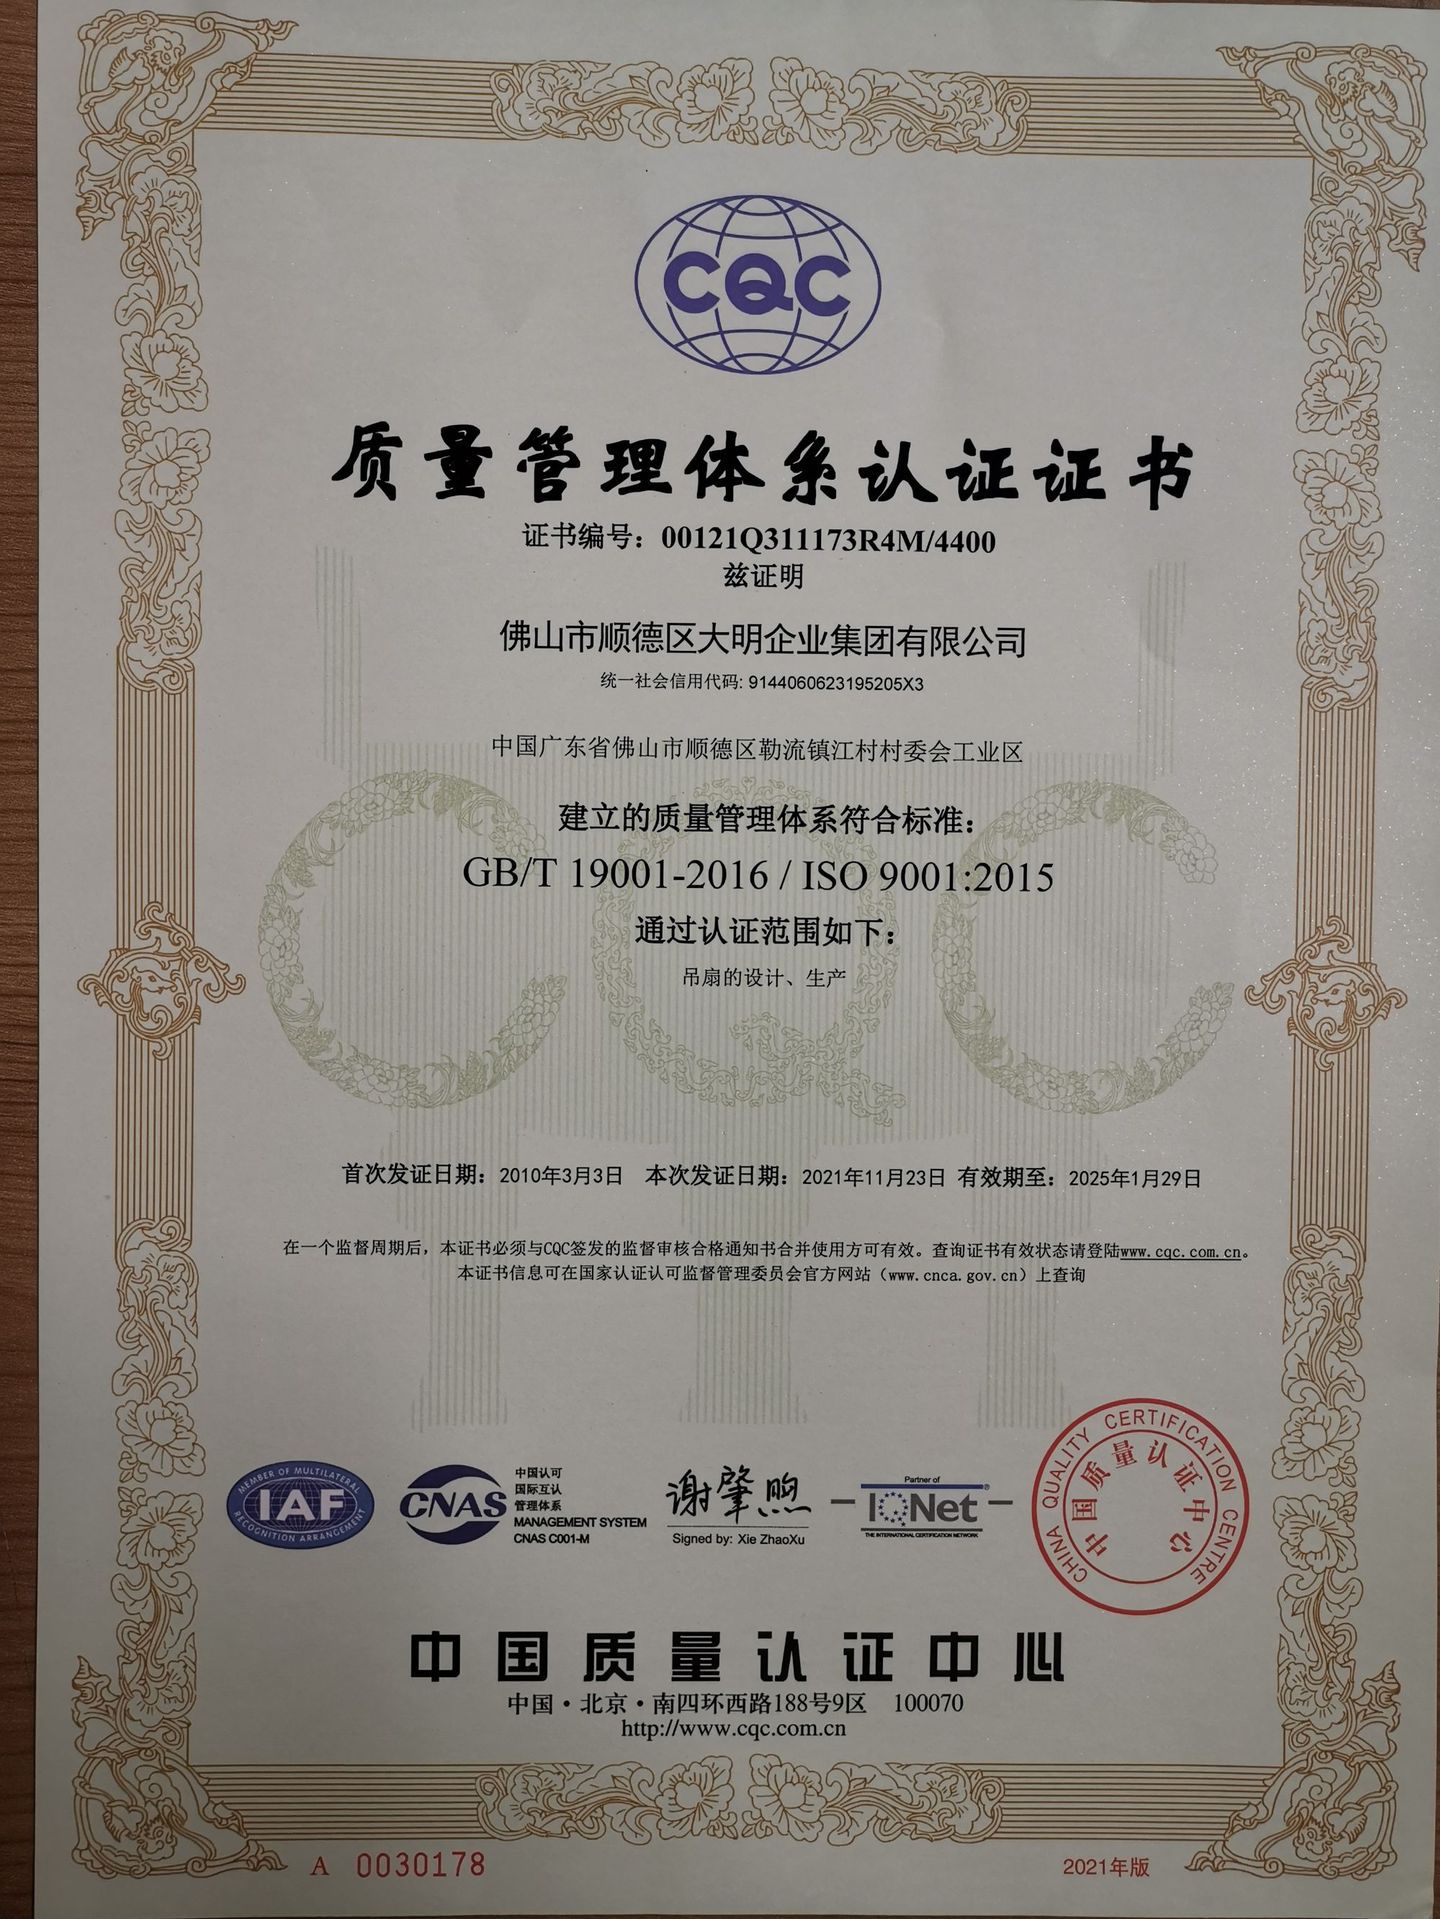 CQC
质量管理体系认证证书
证书编号：00121Q311173R4M/4400
兹证明
佛山市顺德区大明企业集团有限公司
统一社会信用代码: 9144060623195205X3
中国广东省佛山市顺德区勒流镇江村村委会工业区
建立的质量管理体系符合标准：
GB/T 19001-2016 / ISO 9001:2015
通过认证范围如下：
吊扇的设计、生产
首次发证日期：2010年3月3日 本次发证日期：2021年11月23日 有效期至：2025年1月29日
在一个监督周期后，本证书必须与CQC签发的监督审核合格通知书合并使用方可有效。查询证书有效状态请登陆www.cqc.com.cn。
本证书信息可在国家认证认可监督管理委员会官方网站（www.cnca.gov.cn）上查询
MEMBER OF MULTILATERAL
IAF
RECOGNITION ARRANGEMENT
CNAS
中国认可
国际互认
管理体系
MANAGEMENT SYSTEM
CNAS C001-M
谢肇煦
Signed by: Xie ZhaoXu
Partner of
IQNet®
THE INTERNATIONAL CERTIFICATION NETWORK
CHINA QUALITY CERTIFICATION CENTRE
中国质量认证中心
中国质量认证中心
中国·北京·南四环西路188号9区 100070
http://www.cqc.com.cn
A 0030178
2021年版